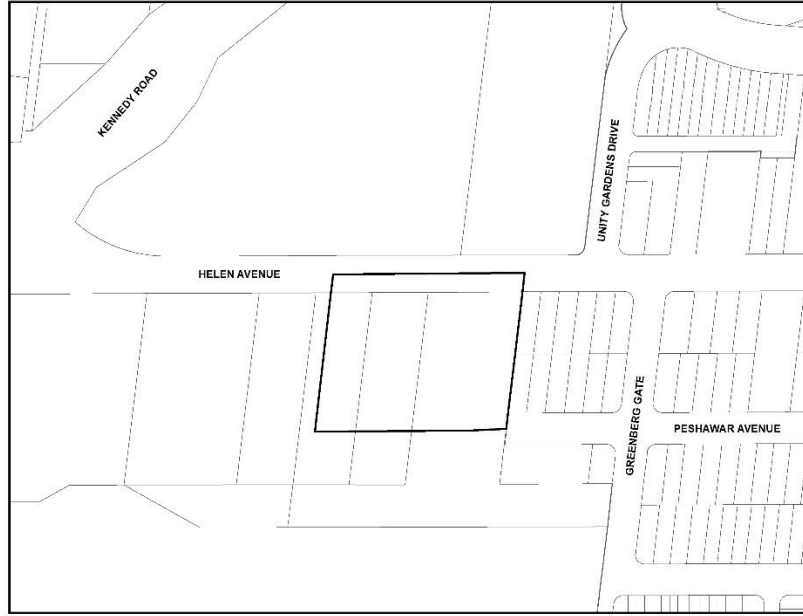 KENNEDY ROAD
UNITY GARDENS DRIVE
HELEN AVENUE
GREENBERG GATE
PESHAWAR AVENUE